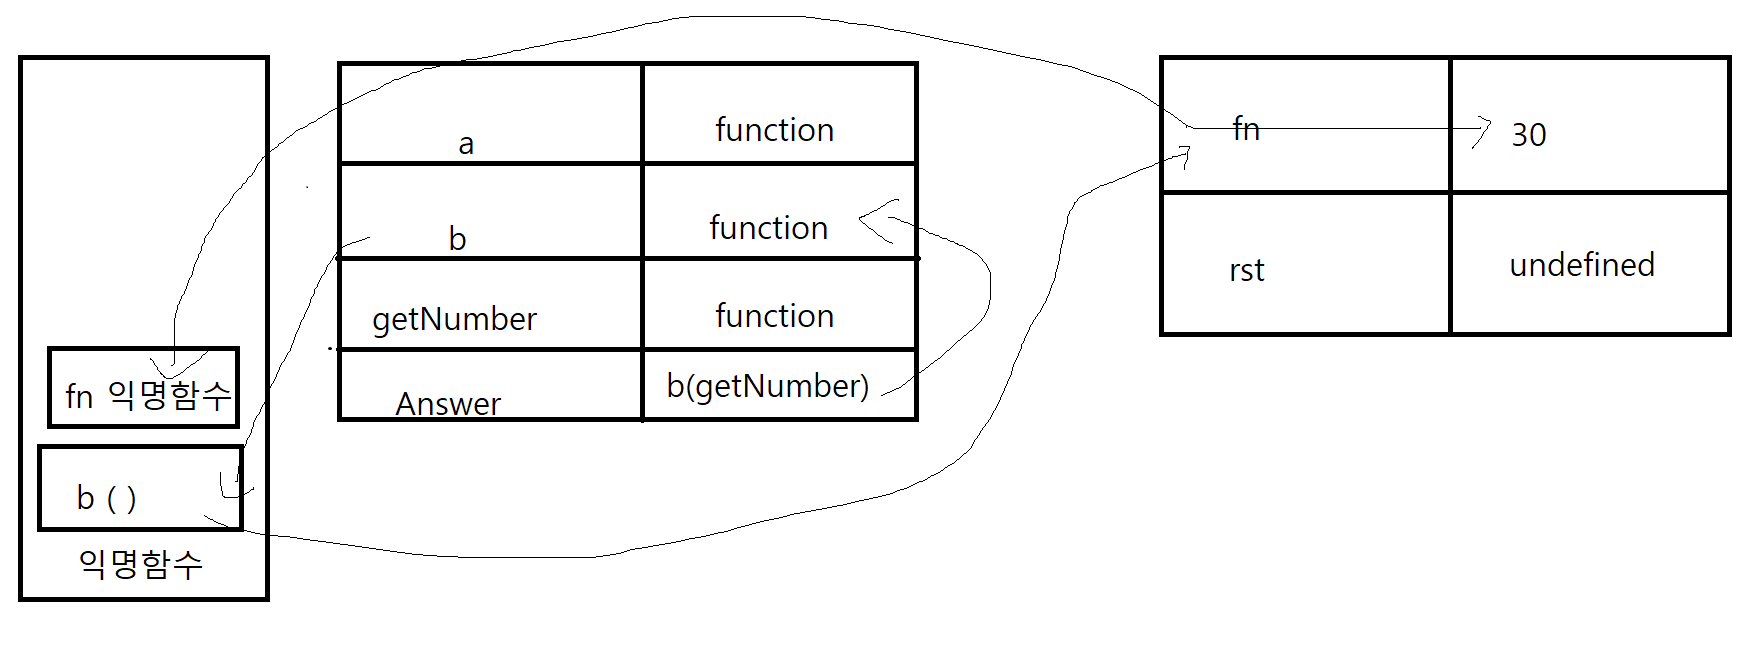 fn 익명함수
b ( )
익명함수
a
function
b
function
getNumber
function
Answer
b(getNumber)
fn
30
rst
undefined